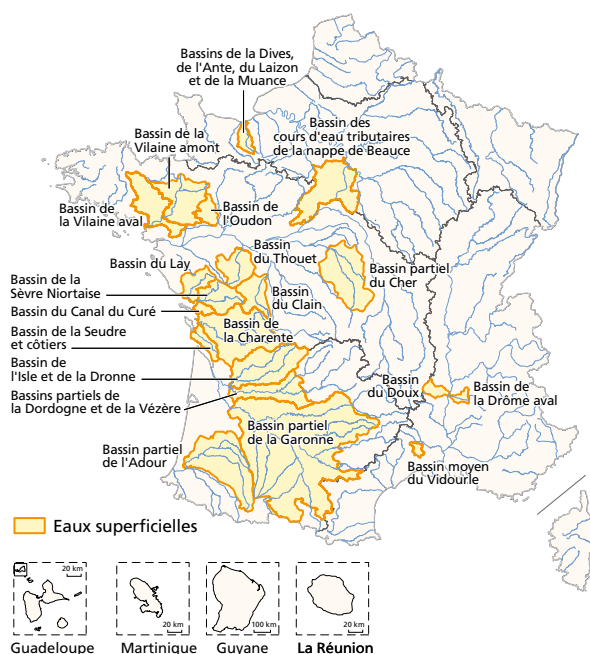 Bassins de la Dives,
de l'Ante, du Laizon
et de la Muance
Bassin des
cours d'eau tributaires
de la nappe de Beauce
Bassin de la
Vilaine amont
Bassin de
la Vilaine aval
Bassin de
l'Oudon
Bassin du Lay
Bassin
du Thouet
Bassin partiel
du Cher
Bassin de la
Sèvre Niortaise
Bassin
du Clain
Bassin du Canal du Curé
Bassin de la Seudre
et côtiers
Bassin de
la Charente
Bassin de
l'Isle et de la Dronne
Bassins partiels de
la Dordogne et de la Vézère
Bassin
du Doux
Bassin de
la Drôme aval
Bassin partiel
de la Garonne
Bassin partiel
de l'Adour
Bassin moyen
du Vidourle
Eaux superficielles
20 km
20 km
100 km
20 km
Guadeloupe
Martinique
Guyane
La Réunion